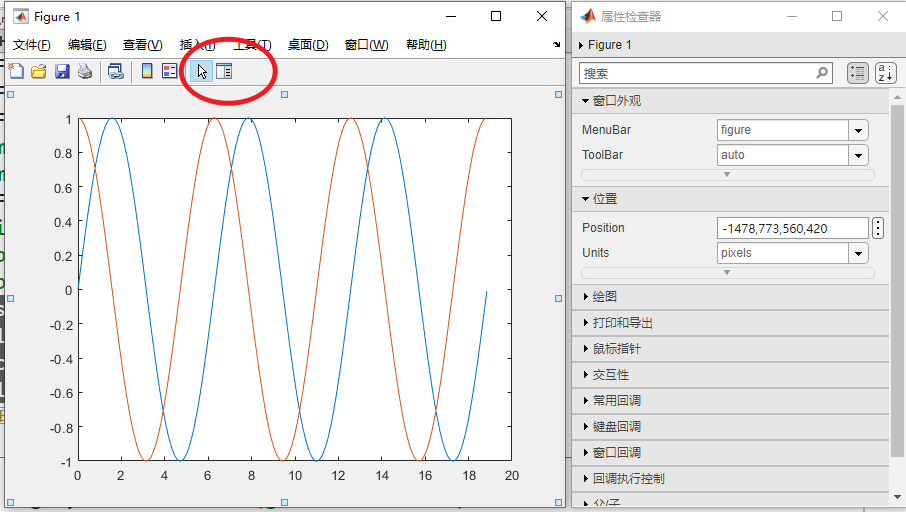 Figure 1
文件(F) 编辑(E) 查看(V) 插入(I) 工具(T) 桌面(D) 窗口(W) 帮助(H)
1
0.8
0.6
0.4
0.2
0
-0.2
-0.4
-0.6
-0.8
-1
0 2 4 6 8 10 12 14 16 18 20
属性检查器
Figure 1
搜索
窗口外观
MenuBar figure
ToolBar auto
位置
Position -1478,773,560,420
Units pixels
绘图
打印和导出
鼠标指针
交互性
常用回调
键盘回调
窗口回调
回调执行控制
父/子